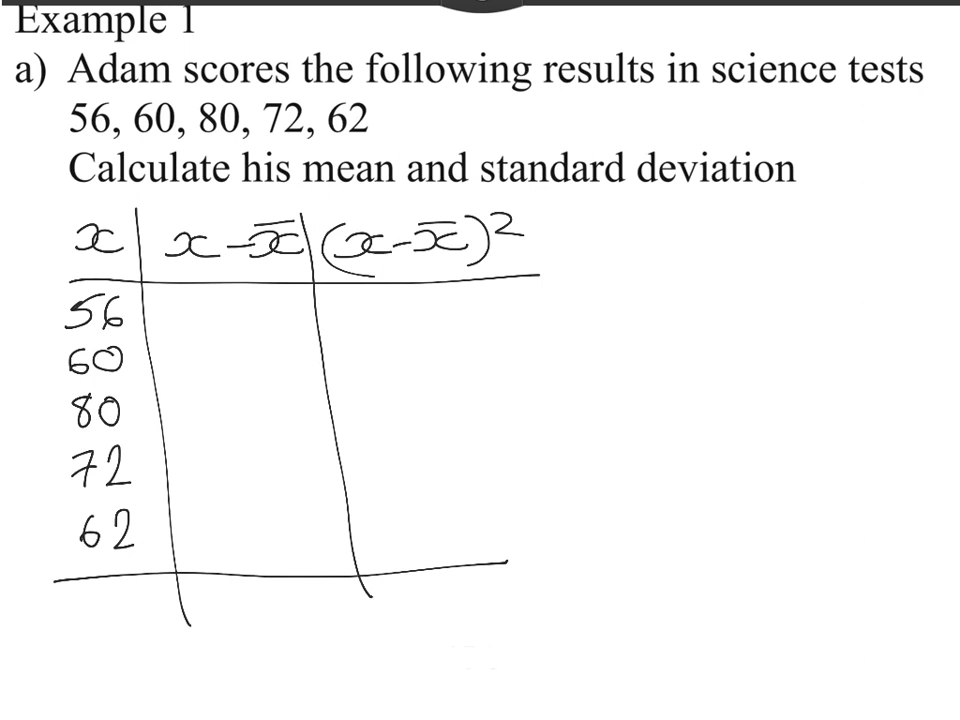 Example 1
a) Adam scores the following results in science tests
56, 60, 80, 72, 62
Calculate his mean and standard deviation
x x-x̄ (x-x̄)²
56
60
80
72
62